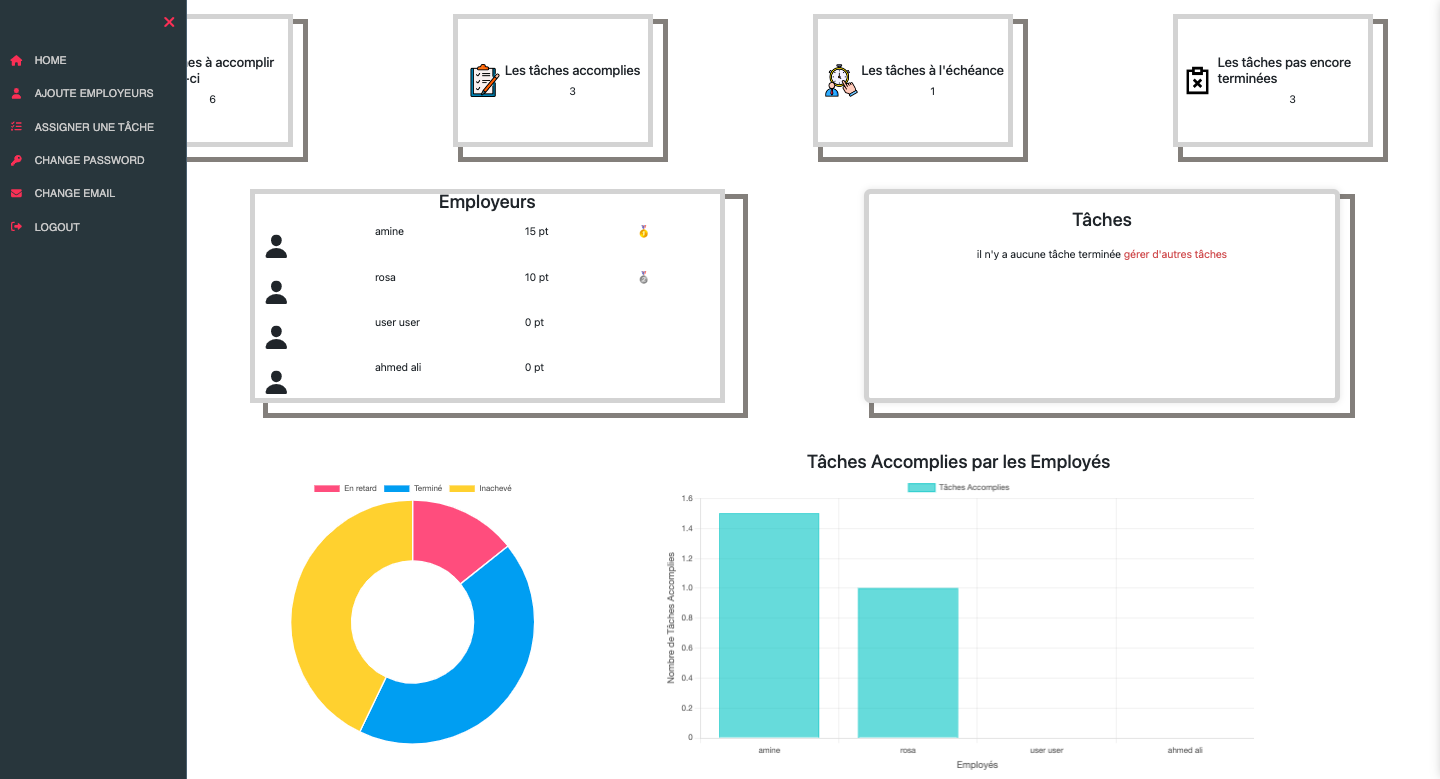 HOME
AJOUTE EMPLOYEURS
ASSIGNER UNE TÂCHE
CHANGE PASSWORD
CHANGE EMAIL
LOGOUT
à accomplir
6
Les tâches accomplies
3
Les tâches à l'échéance
1
Les tâches pas encore
terminées
3
Employeurs
amine 15 pt
rosa 10 pt
user user 0 pt
ahmed ali 0 pt
Tâches
il n'y a aucune tâche terminée gérer d'autres tâches
En retard Terminé Inachevé
Tâches Accomplies par les Employés
Tâches Accomplies
Nombre de Tâches Accomplies
1.6
1.4
1.2
1.0
0.8
0.6
0.4
0.2
0
amine rosa user user ahmed ali
Employés